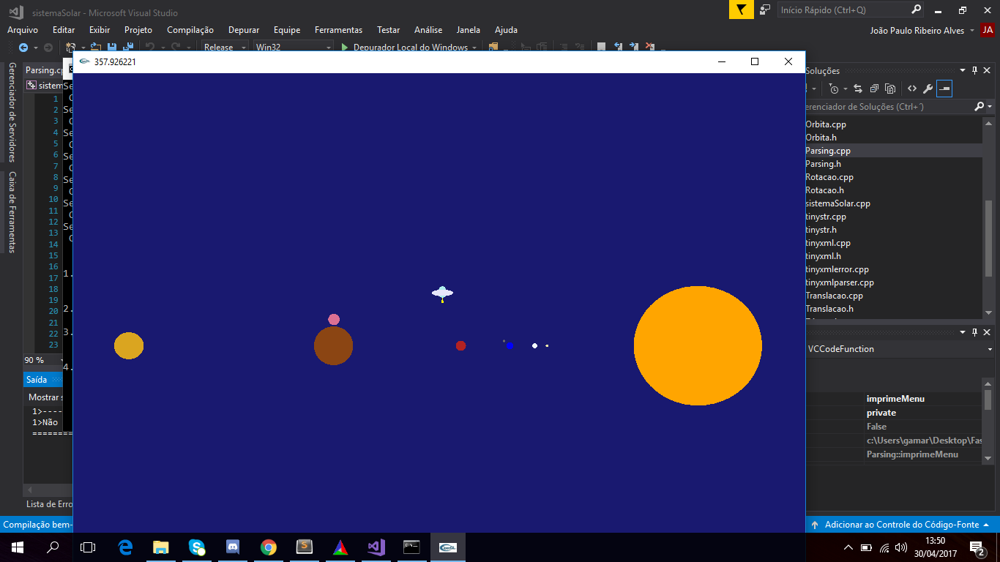 sistemaSolar - Microsoft Visual Studio
Início Rápido (Ctrl+Q)
Arquivo Editar Exibir Projeto Compilação Depurar Equipe Ferramentas Testar Análise Janela Ajuda
João Paulo Ribeiro Alves JA
Release Win32 Depurador Local do Windows
357.926221
Gerenciador de Servidores
Caixa de Ferramentas
1
2
3
4
5
6
7
8
9
10
11
12
13
14
15
16
17
18
19
20
21
22
23
1.
2.
3.
4.
90 %
Saída
Mostrar
1>----
1>Não
=========
Lista de Erro
Compilação bem-
Soluções
erenciador de Soluções (Ctrl+´)
Orbita.cpp
Orbita.h
Parsing.cpp
Parsing.h
Rotacao.cpp
Rotacao.h
sistemaSolar.cpp
tinystr.cpp
tinystr.h
tinyxml.cpp
tinyxml.h
tinyxmlerror.cpp
tinyxmlparser.cpp
Translacao.cpp
Translacao.h
VCCodeFunction
imprimeMenu
private
False
c:\Users\gamar\Desktop\Fas
Parsing::imprimeMenu
Adicionar ao Controle do Código-Fonte
13:50
30/04/2017
2